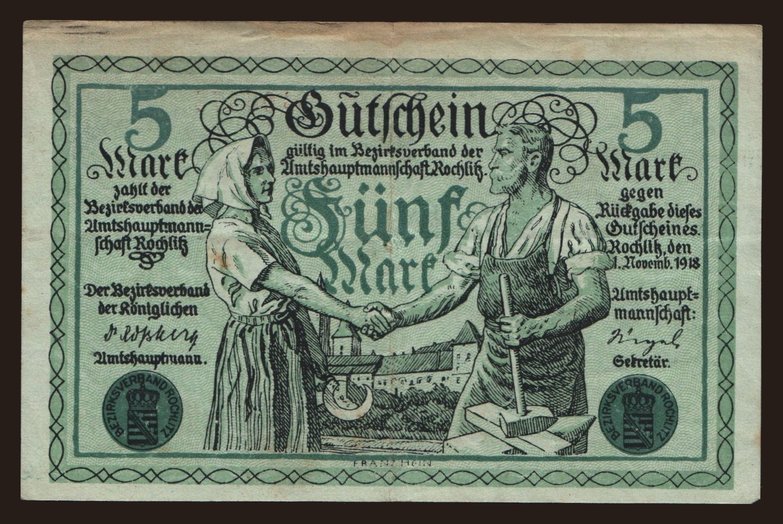 Gutschein
gültig im Bezirksverband der
Amtshauptmannschaft Rochlitz.
Fünf
Mark
5
Mark
zahlt der
Bezirksverband der
Amtshauptmann=
schaft Rochlitz
Der Bezirksverband
der Königlichen
Amtshauptmann.
BEZIRKSVERBAND ROCHLITZ
5
Mark
gegen
Rückgabe dieses
Gutscheines.
Rochlitz, den
1. Novemb. 1918
Amtshaupt=
mannschaft:
Sekretär.
BEZIRKSVERBAND ROCHLITZ
FRANZ HEIN